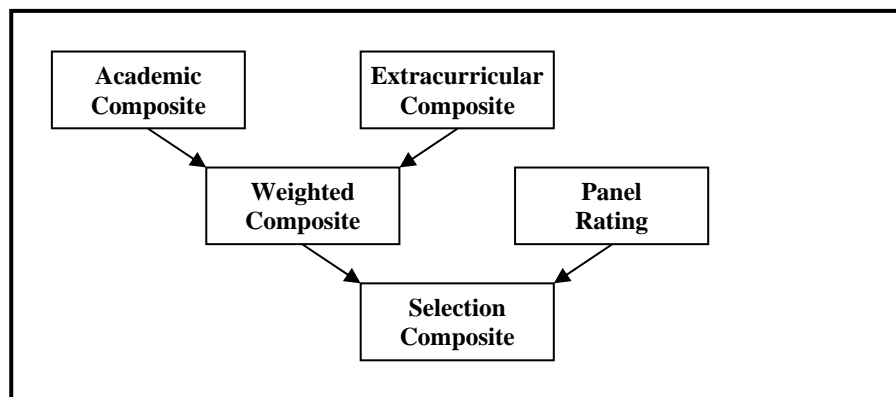 Academic
Composite
Extracurricular
Composite
Weighted
Composite
Panel
Rating
Selection
Composite